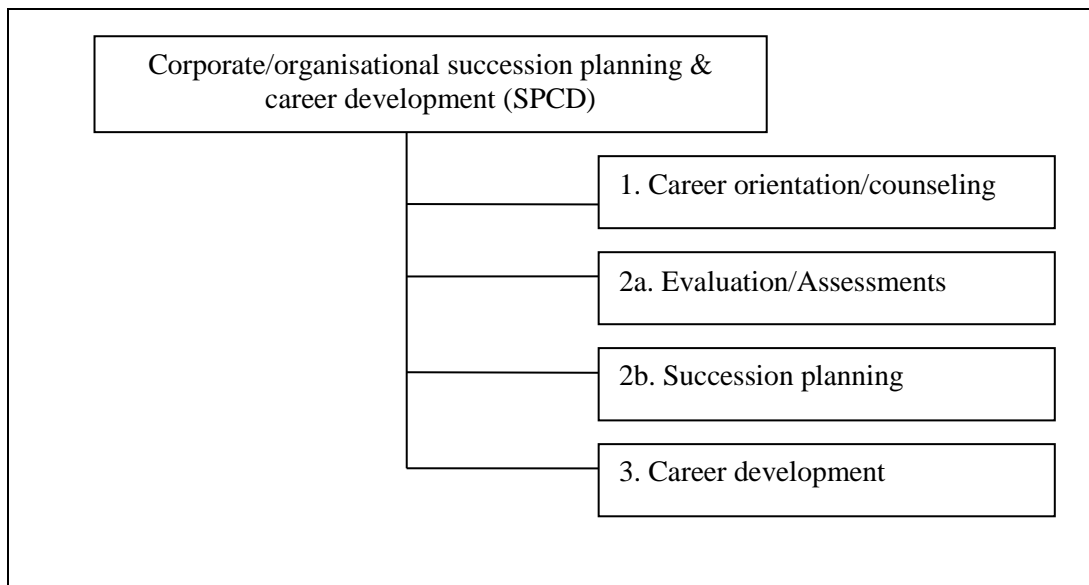 Corporate/organisational succession planning &
career development (SPCD)
1. Career orientation/counseling
2a. Evaluation/Assessments
2b. Succession planning
3. Career development